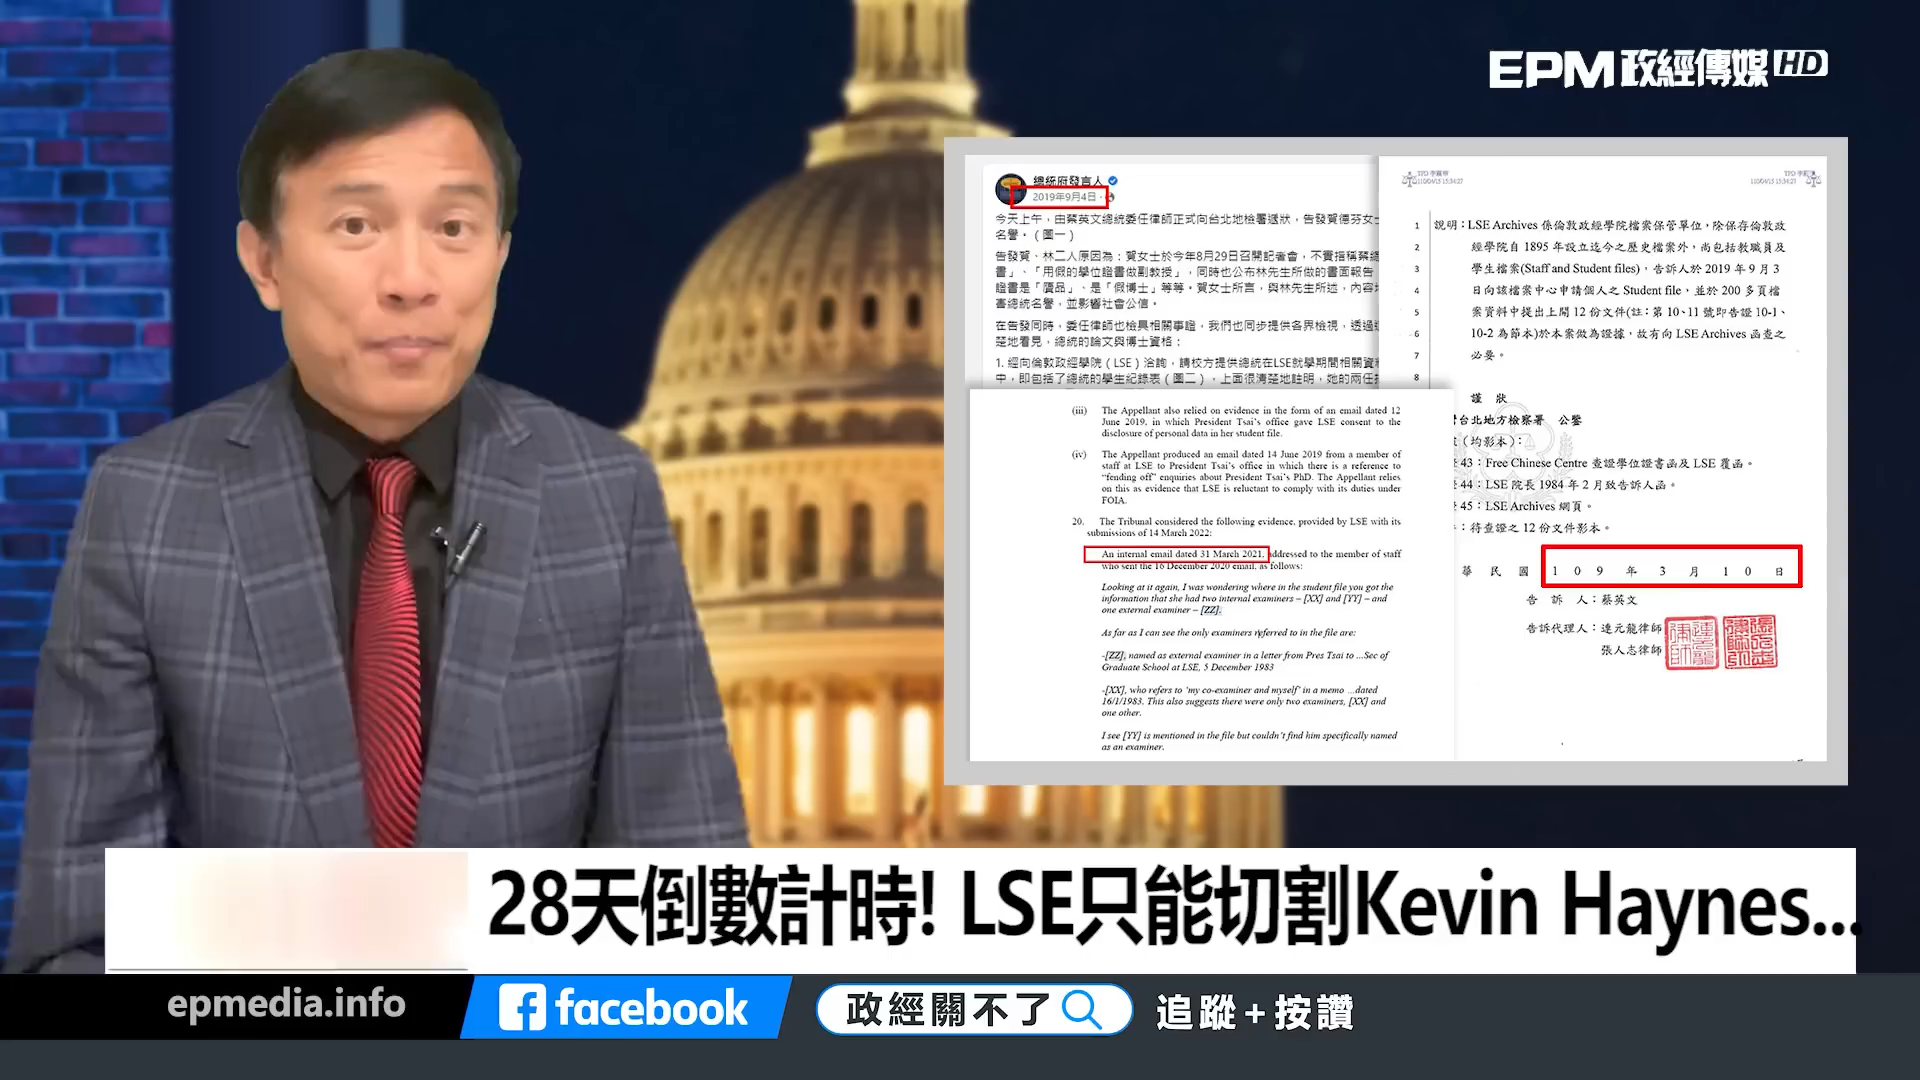 EPM 政經傳媒 HD
總統府發言人
2019年9月4日
今天上午，由蔡英文總統委任律師正式向台北地檢署遞狀，告發賀德芬女士
名譽。（圖一）
告發賀、林二人原因為：賀女士於今年8月29日召開記者會，不實指稱蔡總
書」、「用假的學位證書做副教授」，同時也公布林先生所做的書面報告
證書是「贗品」、是「假博士」等等。賀女士所言，與林先生所述，內容
害總統名譽，並影響社會公信。
在告發同時，委任律師也檢具相關事證，我們也同步提供各界檢視，透過
楚地看見，總統的論文與博士資格：
1. 經向倫敦政經學院（LSE）洽詢，請校方提供總統在LSE就學期間相關資
中，即包括了總統的學生紀錄表（圖二），上面很清楚地註明，她的兩任
(iii) The Appellant also relied on evidence in the form of an email dated 12
June 2019, in which President Tsai's office gave LSE consent to the
disclosure of personal data in her student file.
(iv) The Appellant produced an email dated 14 June 2019 from a member of
staff at LSE to President Tsai's office in which there is a reference to
"fending off" enquiries about President Tsai's PhD. The Appellant relies
on this as evidence that LSE is reluctant to comply with its duties under
FOIA.
20. The Tribunal considered the following evidence, provided by LSE with its
submissions of 14 March 2022:
An internal email dated 31 March 2021, addressed to the member of staff
who sent the 16 December 2020 email, as follows:
Looking at it again, I was wondering where in the student file you got the
information that she had two internal examiners – [XX] and [YY] – and
one external examiner – [ZZ].
As far as I can see the only examiners referred to in the file are:
-[ZZ], named as external examiner in a letter from Pres Tsai to ...Sec of
Graduate School at LSE, 5 December 1983
-[XX], who refers to 'my co-examiner and myself' in a memo ...dated
16/1/1983. This also suggests there were only two examiners, [XX] and
one other.
I see [YY] is mentioned in the file but couldn't find him specifically named
as an examiner.
1 說明：LSE Archives 係倫敦政經學院檔案保管單位，除保存倫敦政
2 經學院自 1895 年設立迄今之歷史檔案外，尚包括教職員及
3 學生檔案(Staff and Student files)，告訴人於 2019 年 9 月 3
4 日向該檔案中心申請個人之 Student file，並於 200 多頁檔
5 案資料中提出上開 12 份文件(註：第 10、11 號即告證 10-1、
6 10-2 為節本)於本案做為證據，故有向 LSE Archives 函查之
7 必要。
8
謹 狀
台北地方檢察署 公鑒
（均影本）：
43：Free Chinese Centre 查證學位證書函及 LSE 覆函。
44：LSE 院長 1984 年 2 月致告訴人函。
45：LSE Archives 網頁。
：待查證之 12 份文件影本。
華 民 國 1 0 9 年 3 月 1 0 日
告 訴 人：蔡英文
告訴代理人：連元龍律師
張人志律師
28天倒數計時! LSE只能切割Kevin Haynes...
epmedia.info
facebook
政經關不了
追蹤+按讚